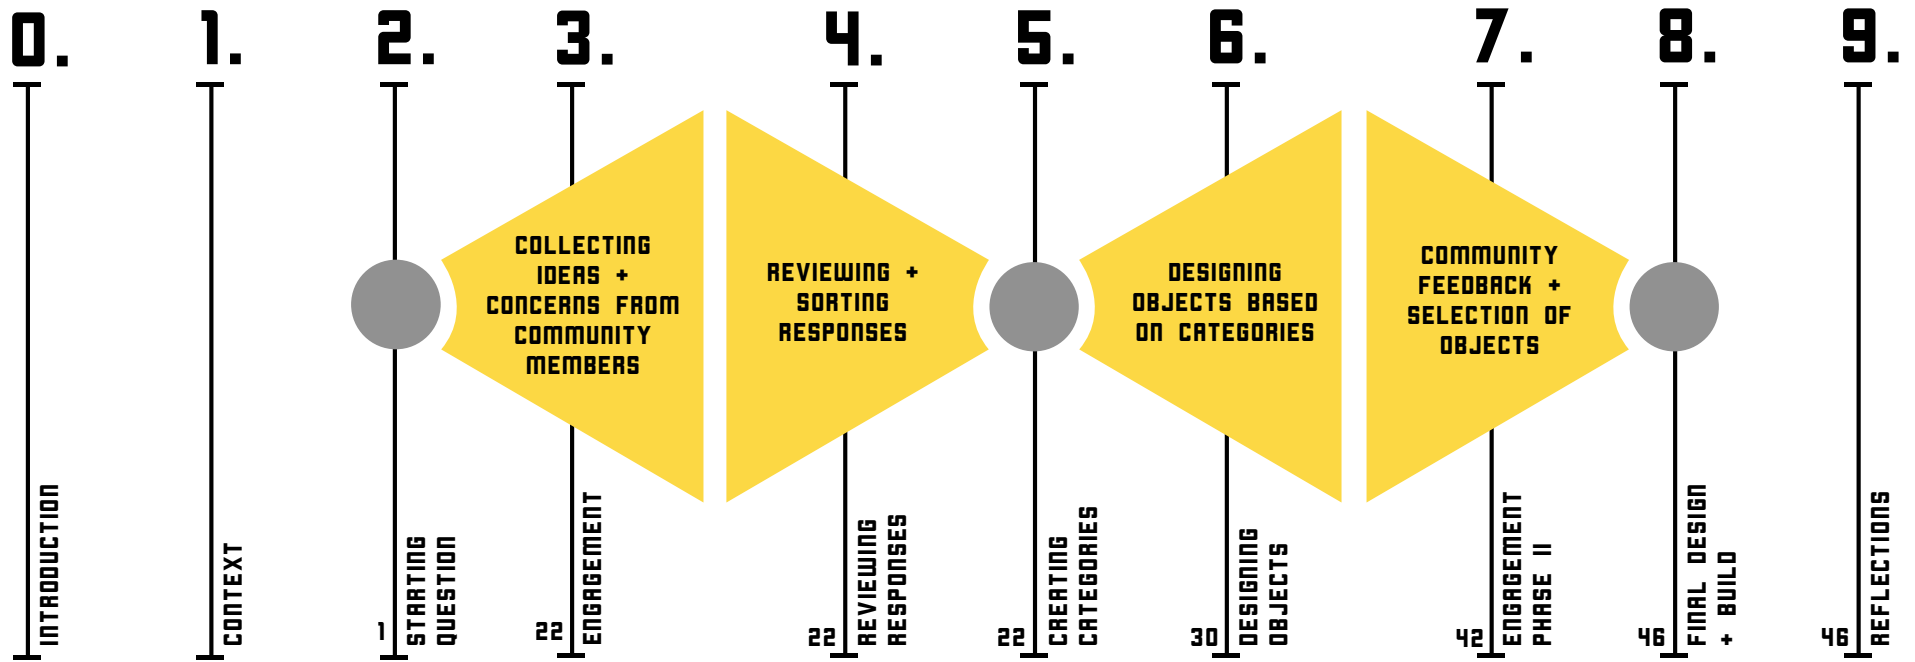 0.
1.
2.
3.
4.
5.
6.
7.
8.
9.
COLLECTING
IDEAS +
CONCERNS FROM
COMMUNITY
MEMBERS
REVIEWING +
SORTING
RESPONSES
DESIGNING
OBJECTS BASED
ON CATEGORIES
COMMUNITY
FEEDBACK +
SELECTION OF
OBJECTS
INTRODUCTION
CONTEXT
1
STARTING
QUESTION
22
ENGAGEMENT
22
REVIEWING
RESPONSES
22
CREATING
CATEGORIES
30
DESIGNING
OBJECTS
42
ENGAGEMENT
PHASE II
46
FINAL DESIGN
+ BUILD
46
REFLECTIONS